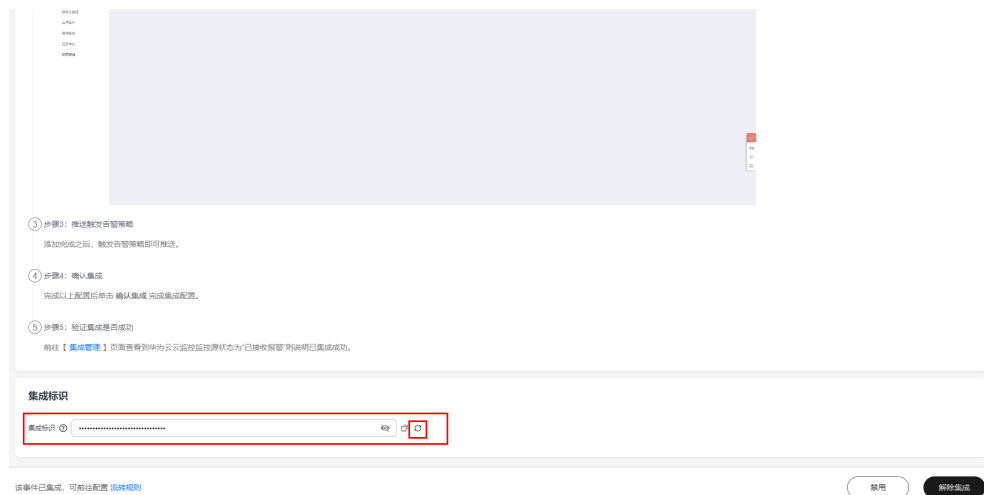 ③ 步骤3：推送触发告警策略
添加完成之后，触发告警策略即可推送。
④ 步骤4：确认集成
完成以上配置后单击 确认集成 完成集成配置。
⑤ 步骤5：验证集成是否成功
前往【 集成管理 】页面查看到华为云云监控监控源状态为“已接收报警”则说明已集成成功。
集成标识
集成标识
该事件已集成，可前往配置 流转规则
禁用
解除集成